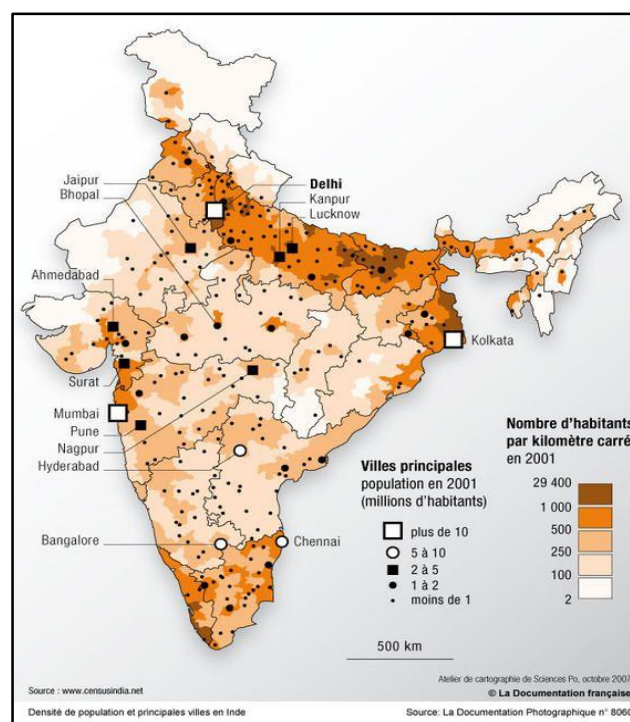 Jaipur
Bhopal
Delhi
Kanpur
Lucknow
Ahmedabad
Kolkata
Surat
Mumbai
Pune
Nagpur
Hyderabad
Bangalore
Chennai
Villes principales
population en 2001
(millions d'habitants)
plus de 10
5 à 10
2 à 5
1 à 2
moins de 1
Nombre d'habitants
par kilomètre carré
en 2001
29 400
1 000
500
250
100
2
500 km
Atelier de cartographie de Sciences Po, octobre 2007
Source : www.censusindia.net
© La Documentation française
Densité de population et principales villes en Inde
Source: La Documentation Photographique n° 8060